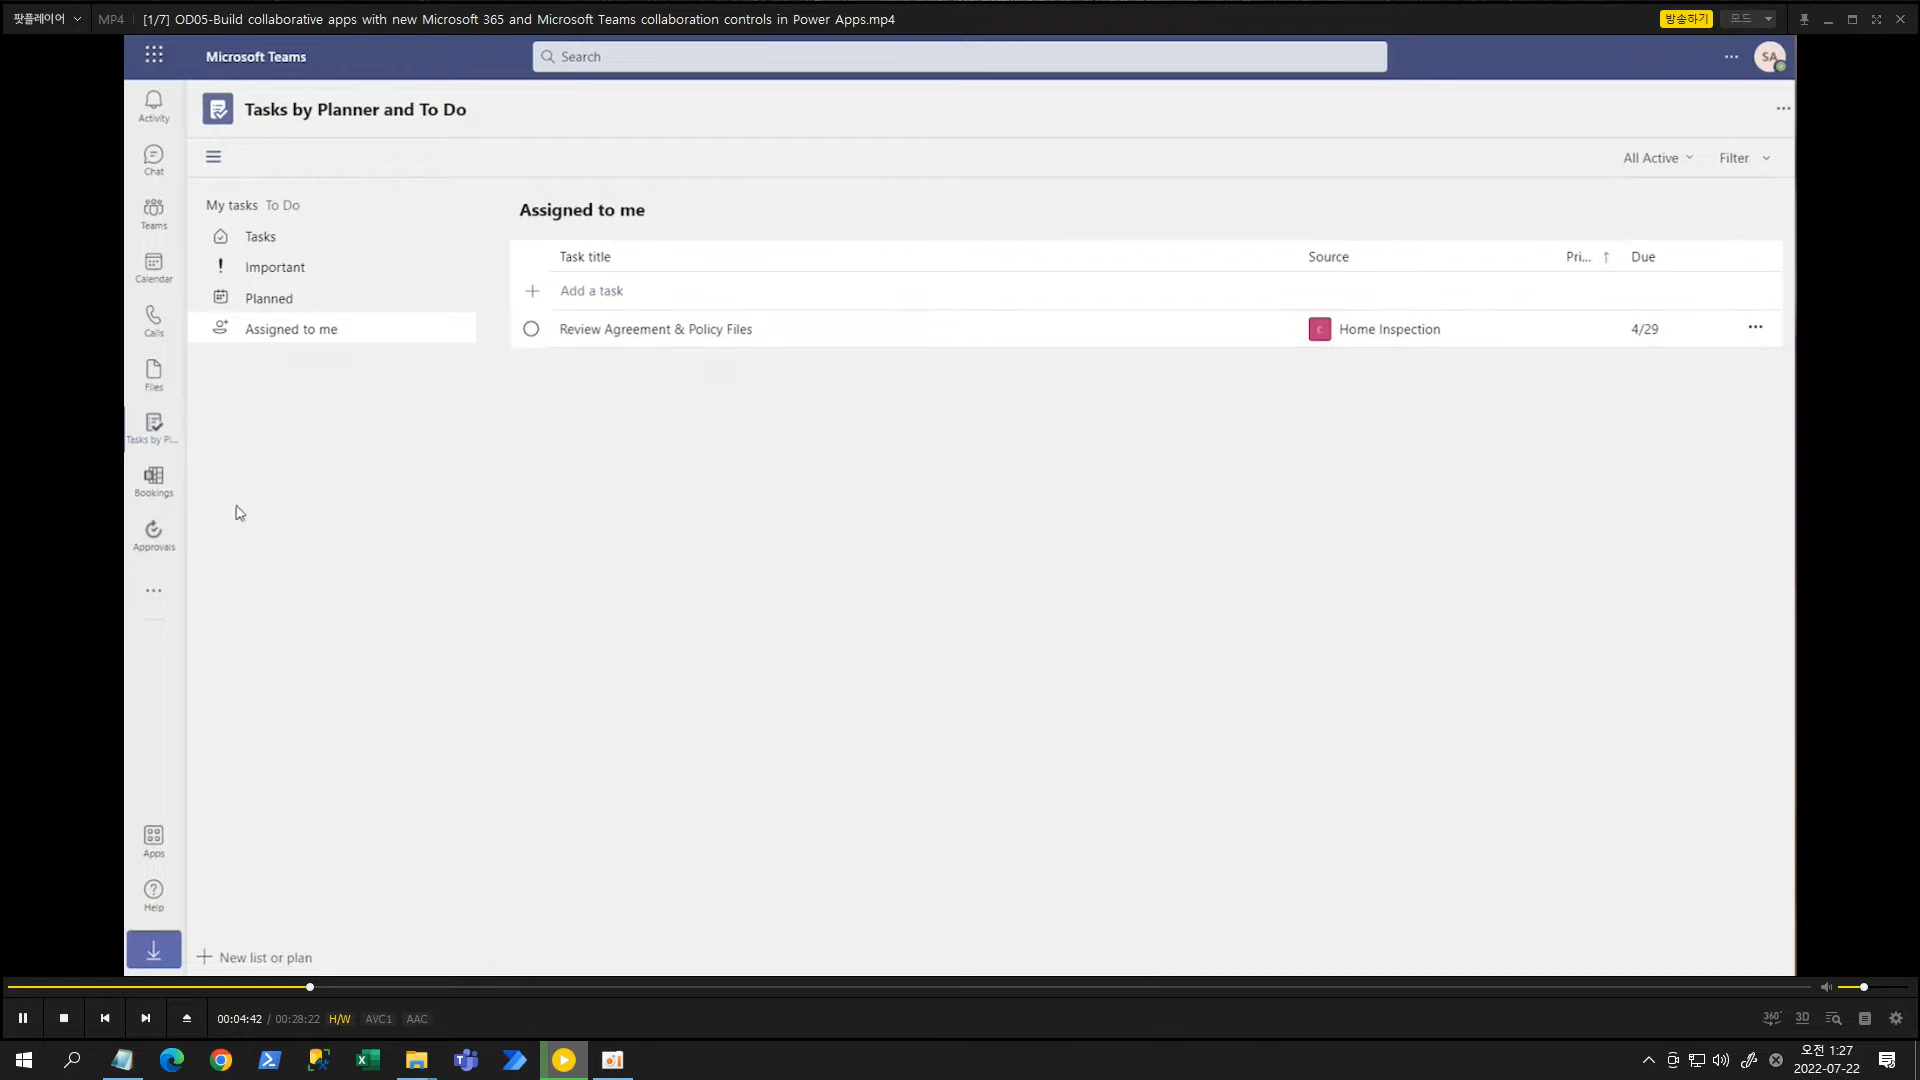 팟플레이어
MP4
[1/7] OD05-Build collaborative apps with new Microsoft 365 and Microsoft Teams collaboration controls in Power Apps.mp4
방송하기
모드
Microsoft Teams
Search
SA
Activity
Chat
Teams
Calendar
Calls
Files
Tasks by Pl...
Bookings
Approvals
Apps
Help
Tasks by Planner and To Do
All Active
Filter
My tasks To Do
Tasks
Important
Planned
Assigned to me
Assigned to me
Task title Source Pri... Due
Add a task
Review Agreement & Policy Files Home Inspection 4/29
New list or plan
00:04:42 / 00:28:22 H/W AVC1 AAC
360°
3D
오전 1:27
2022-07-22